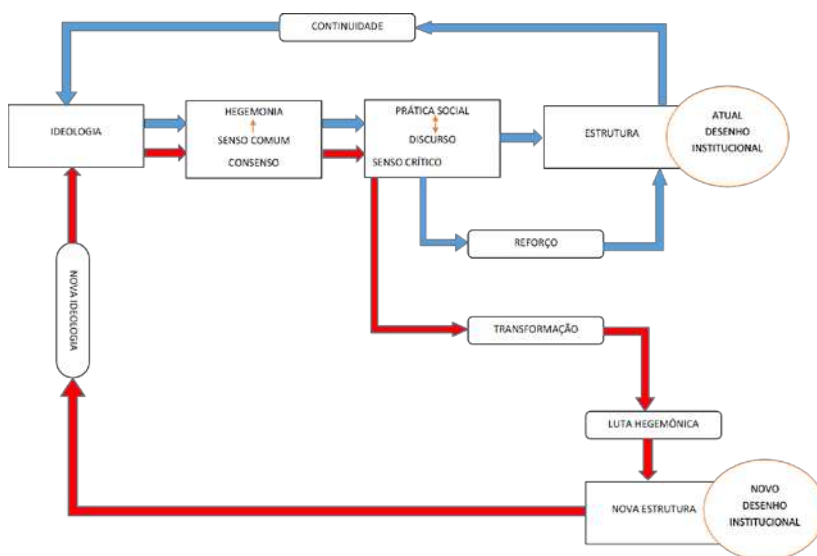 CONTINUIDADE
IDEOLOGIA
HEGEMONIA
SENSO COMUM
CONSENSO
PRÁTICA SOCIAL
DISCURSO
SENSO CRÍTICO
ESTRUTURA
ATUAL
DESENHO
INSTITUCIONAL
REFORÇO
NOVA IDEOLOGIA
TRANSFORMAÇÃO
LUTA HEGEMÔNICA
NOVA ESTRUTURA
NOVO
DESENHO
INSTITUCIONAL